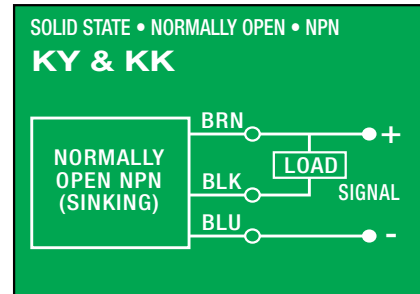 SOLID STATE • NORMALLY OPEN • NPN
KY & KK
BRN
+
NORMALLY
OPEN NPN
(SINKING)
LOAD
BLK
SIGNAL
BLU
-